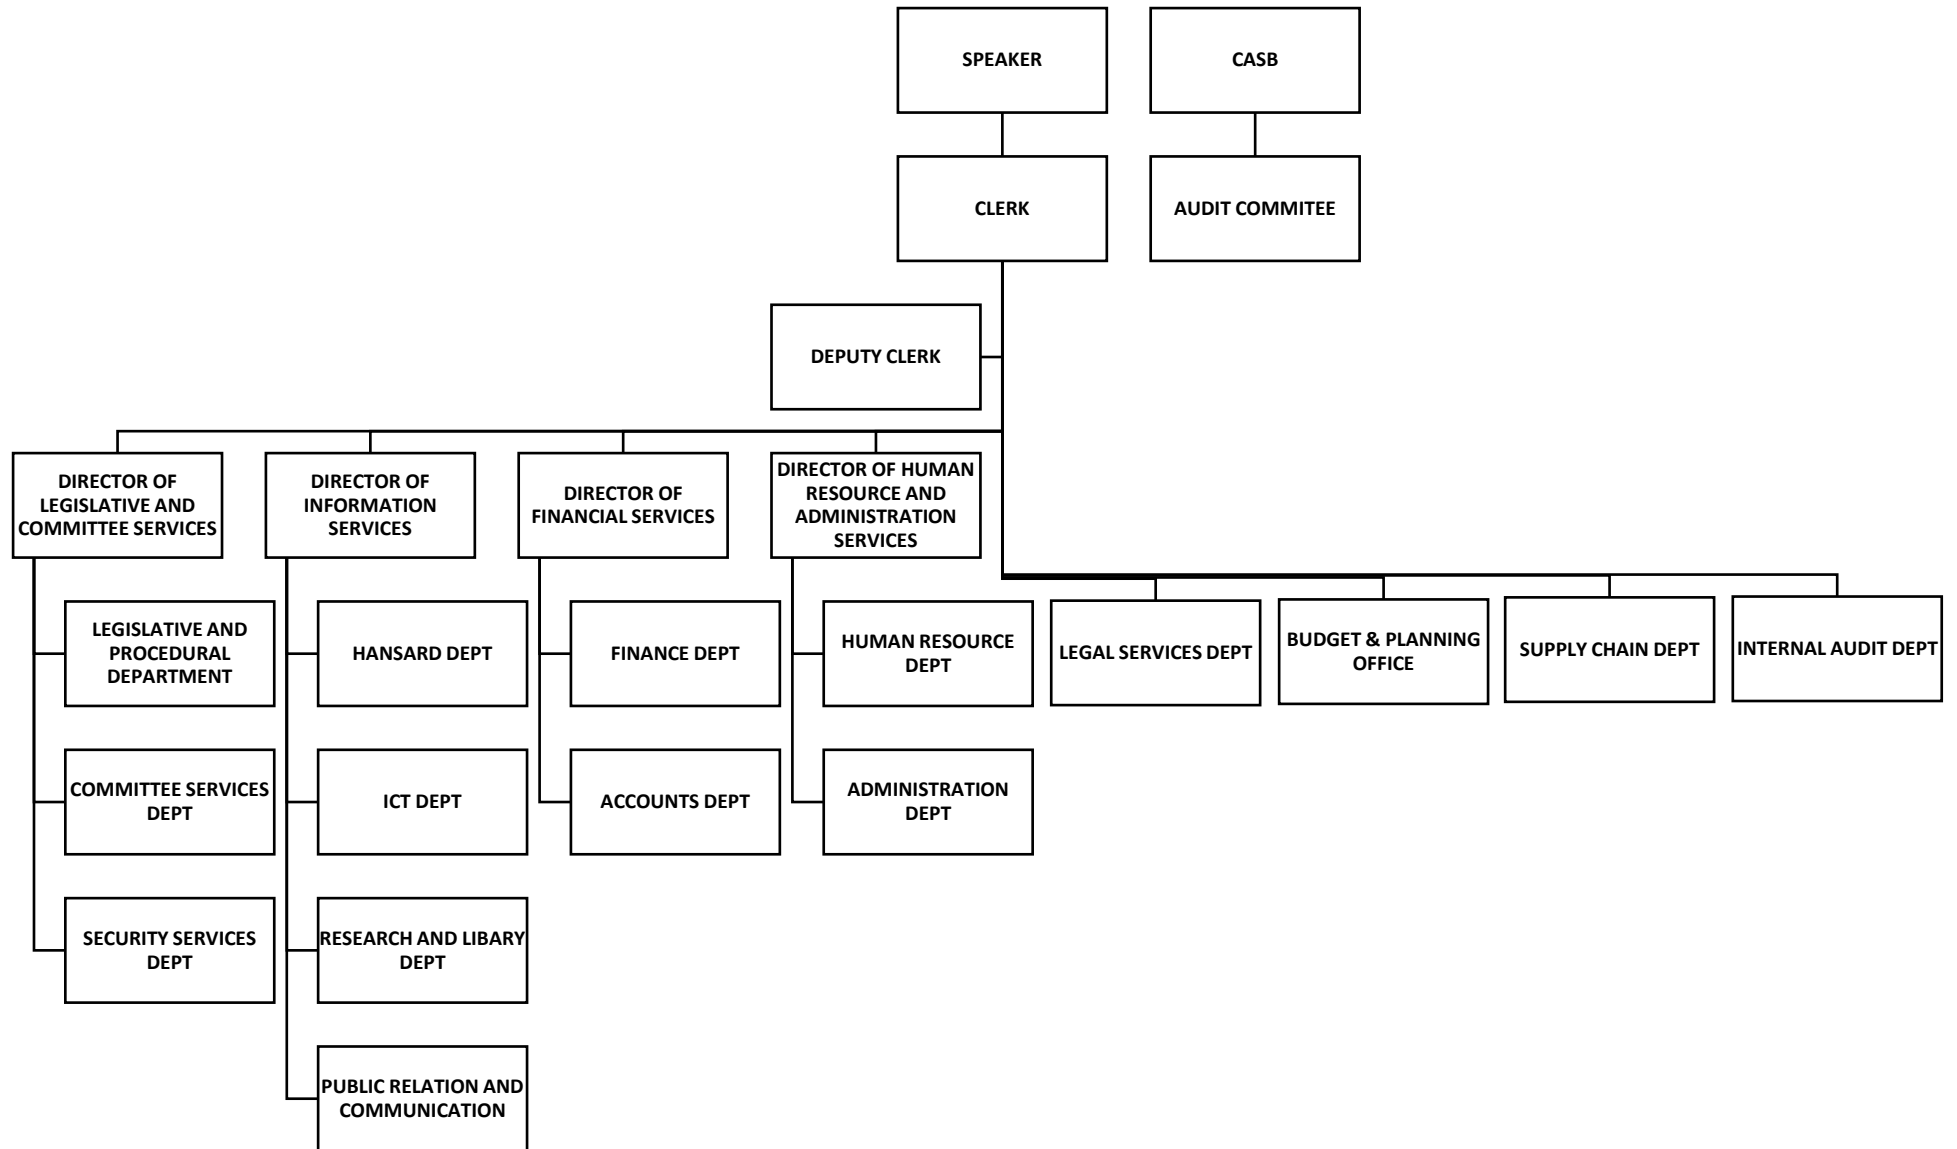 SPEAKER
CASB
CLERK
AUDIT COMMITEE
DEPUTY CLERK
DIRECTOR OF
LEGISLATIVE AND
COMMITTEE SERVICES
DIRECTOR OF
INFORMATION
SERVICES
DIRECTOR OF
FINANCIAL SERVICES
DIRECTOR OF HUMAN
RESOURCE AND
ADMINISTRATION
SERVICES
LEGISLATIVE AND
PROCEDURAL
DEPARTMENT
HANSARD DEPT
FINANCE DEPT
HUMAN RESOURCE
DEPT
LEGAL SERVICES DEPT
BUDGET & PLANNING
OFFICE
SUPPLY CHAIN DEPT
INTERNAL AUDIT DEPT
COMMITTEE SERVICES
DEPT
ICT DEPT
ACCOUNTS DEPT
ADMINISTRATION
DEPT
SECURITY SERVICES
DEPT
RESEARCH AND LIBARY
DEPT
PUBLIC RELATION AND
COMMUNICATION